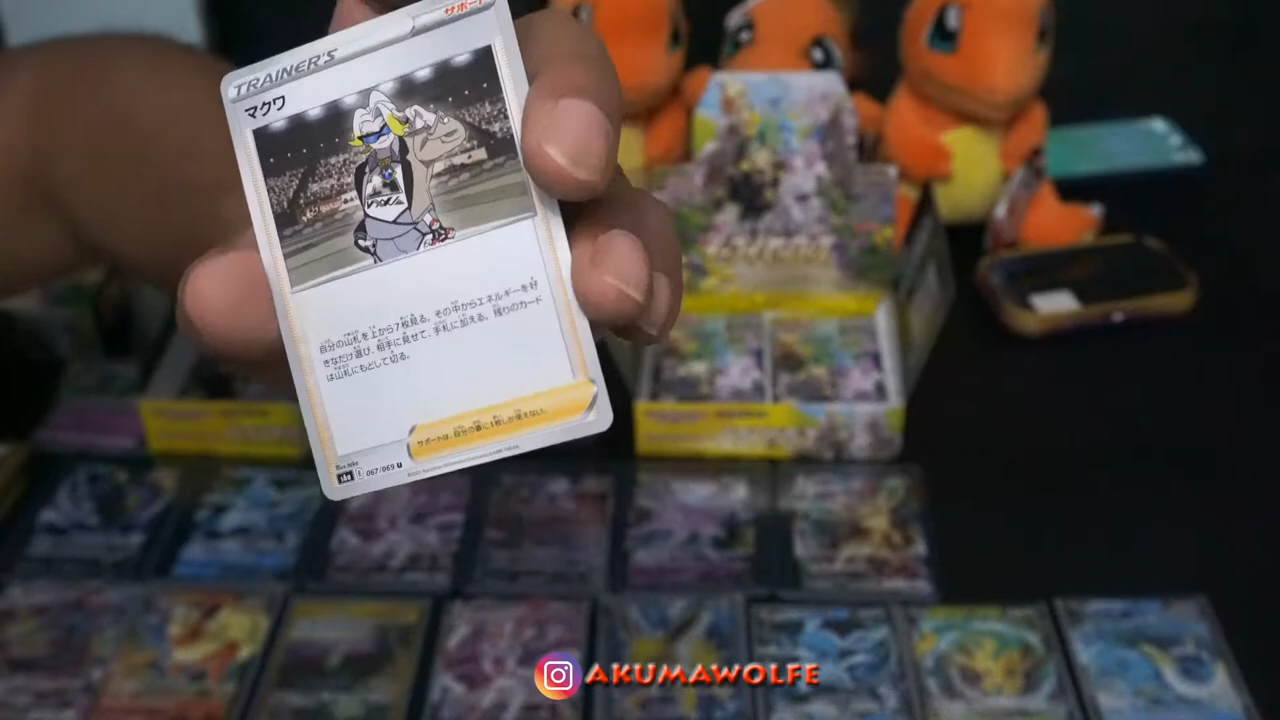 サポート
TRAINER'S
マクワ
自分の山札を上から7枚見る。その中からエネルギーを好
きなだけ選び、相手に見せて、手札に加える。残りのカード
は山札にもどして切る。
サポートは、自分の番に1枚しか使えない。
S6a E 067/069 U
AKUMAWOLFE